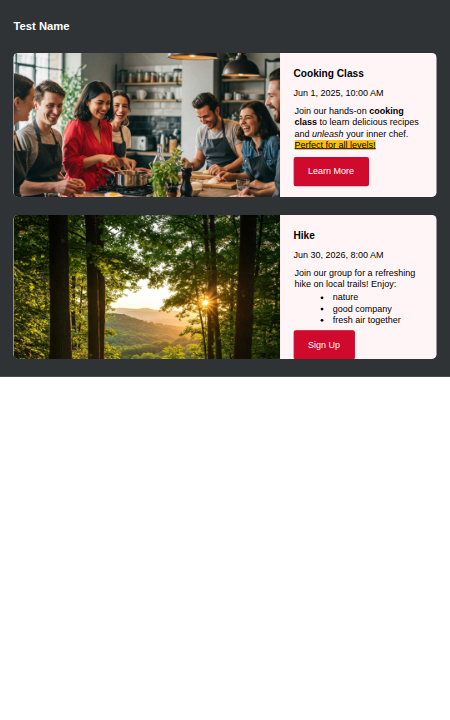 Test Name
Cooking Class
Jun 1, 2025, 10:00 AM
Join our hands-on cooking
class to learn delicious recipes
and unleash your inner chef.
Perfect for all levels!
Learn More
Hike
Jun 30, 2026, 8:00 AM
Join our group for a refreshing
hike on local trails! Enjoy:
• nature
• good company
• fresh air together
Sign Up